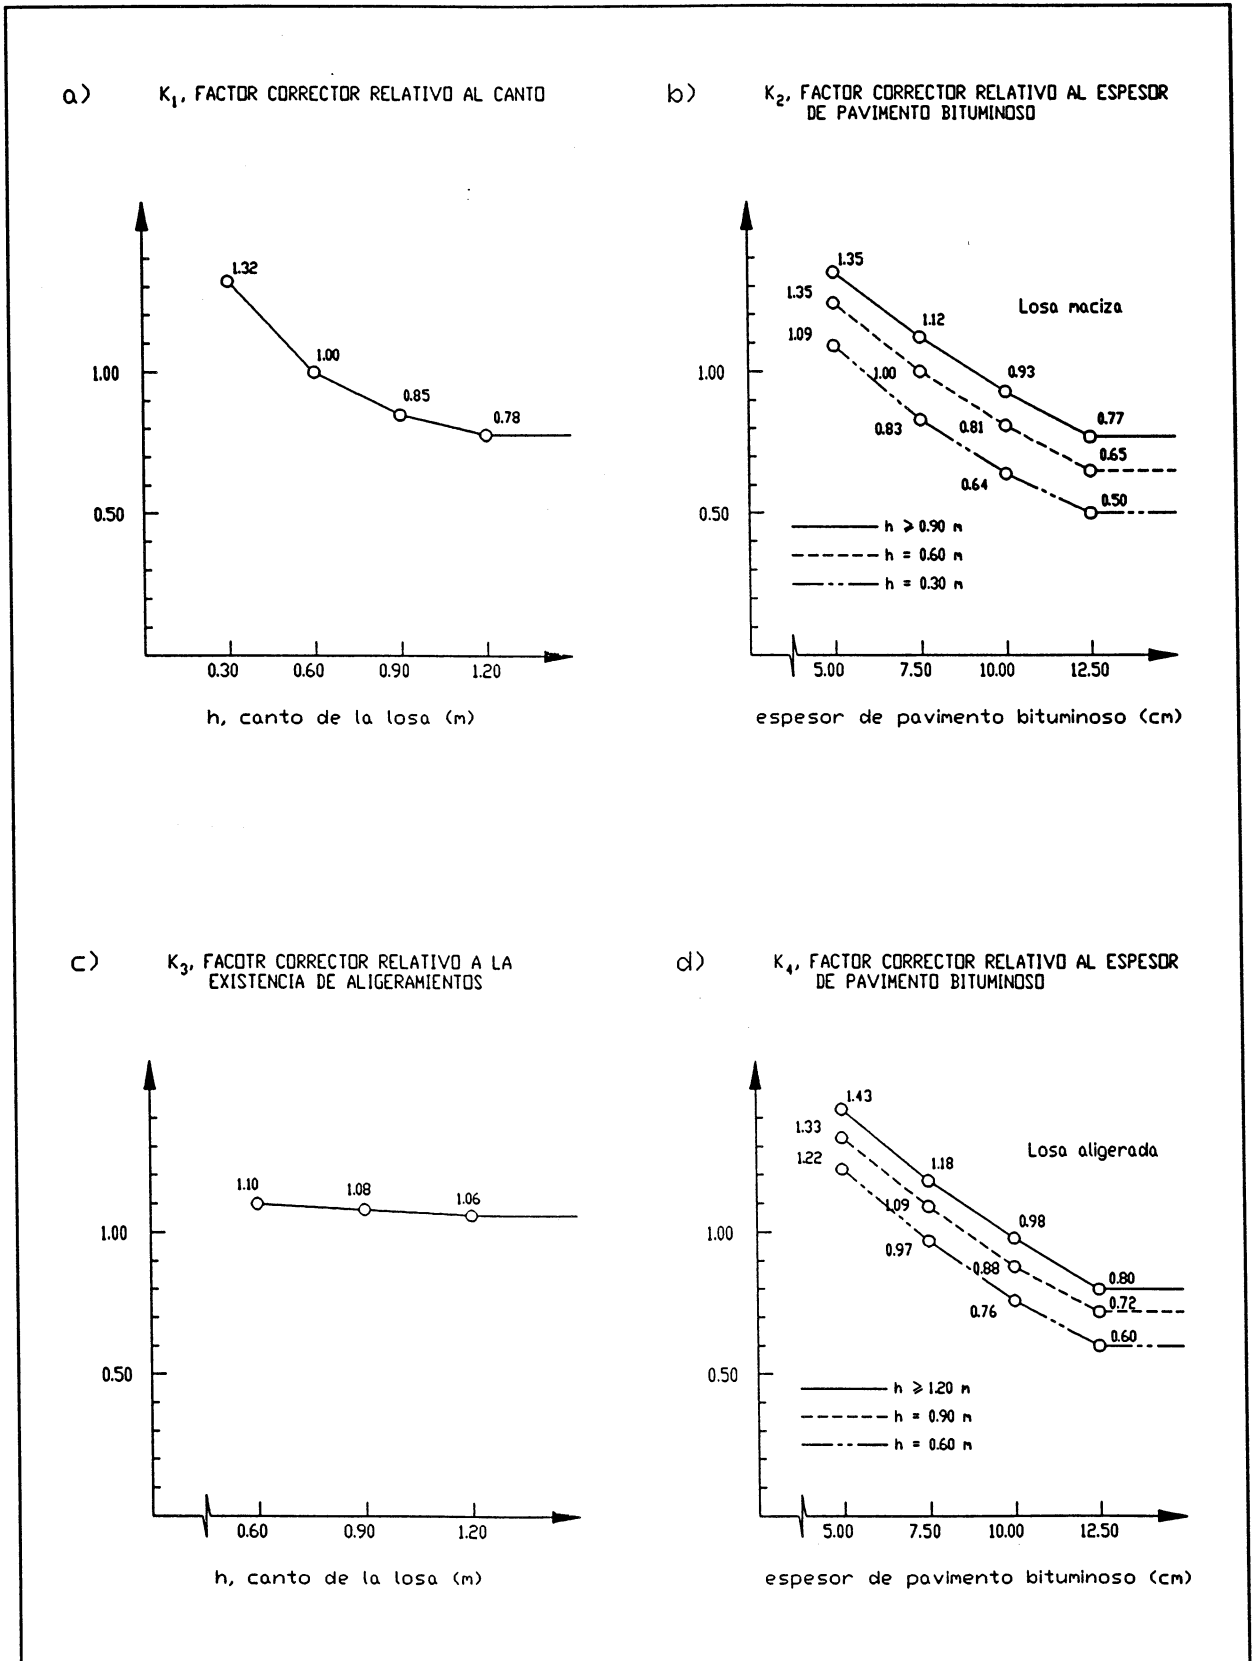 a)
K1, FACTOR CORRECTOR RELATIVO AL CANTO
1.32
1.00
0.85
0.78
1.00
0.50
0.30 0.60 0.90 1.20
h, canto de la losa (m)
b)
K2, FACTOR CORRECTOR RELATIVO AL ESPESOR
DE PAVIMENTO BITUMINOSO
1.35
1.35
1.09
Losa maciza
1.12
1.00
0.83
0.93
0.81
0.64
0.77
0.65
0.50
1.00
0.50
h ⩾ 0.90 m
h = 0.60 m
h = 0.30 m
5.00 7.50 10.00 12.50
espesor de pavimento bituminoso (cm)
c)
K3, FACOTR CORRECTOR RELATIVO A LA
EXISTENCIA DE ALIGERAMIENTOS
1.10
1.08
1.06
1.00
0.50
0.60 0.90 1.20
h, canto de la losa (m)
d)
K4, FACTOR CORRECTOR RELATIVO AL ESPESOR
DE PAVIMENTO BITUMINOSO
1.43
1.33
1.22
Losa aligerada
1.18
1.09
0.97
0.98
0.88
0.76
0.80
0.72
0.60
1.00
0.50
h ⩾ 1.20 m
h = 0.90 m
h = 0.60 m
5.00 7.50 10.00 12.50
espesor de pavimento bituminoso (cm)